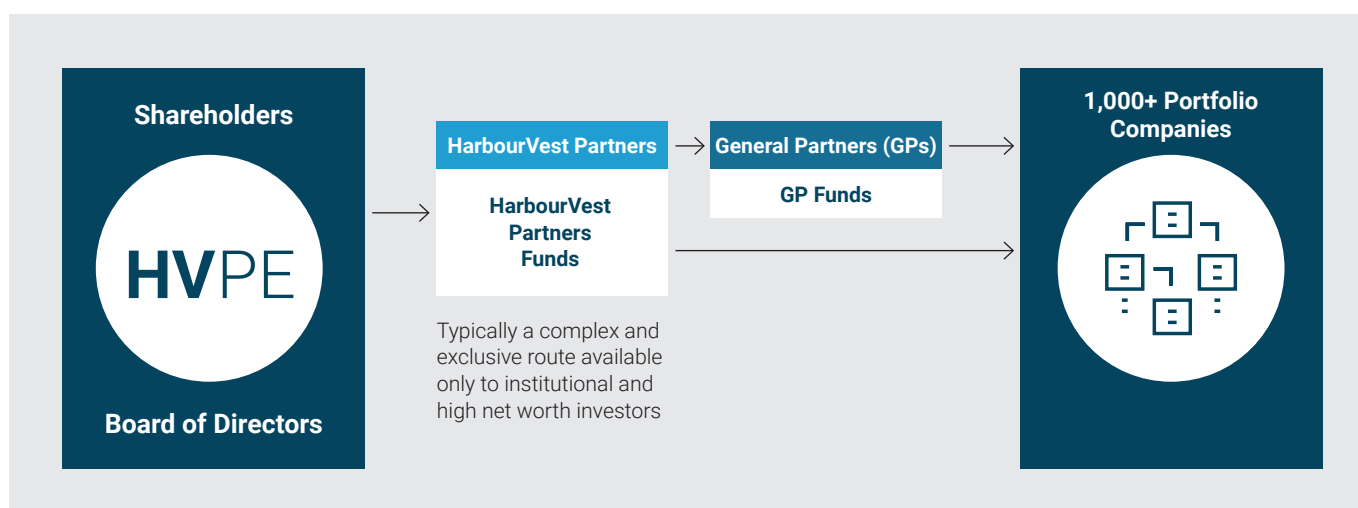 Shareholders
HVPE
Board of Directors
HarbourVest Partners
HarbourVest
Partners
Funds
Typically a complex and
exclusive route available
only to institutional and
high net worth investors
General Partners (GPs)
GP Funds
1,000+ Portfolio
Companies